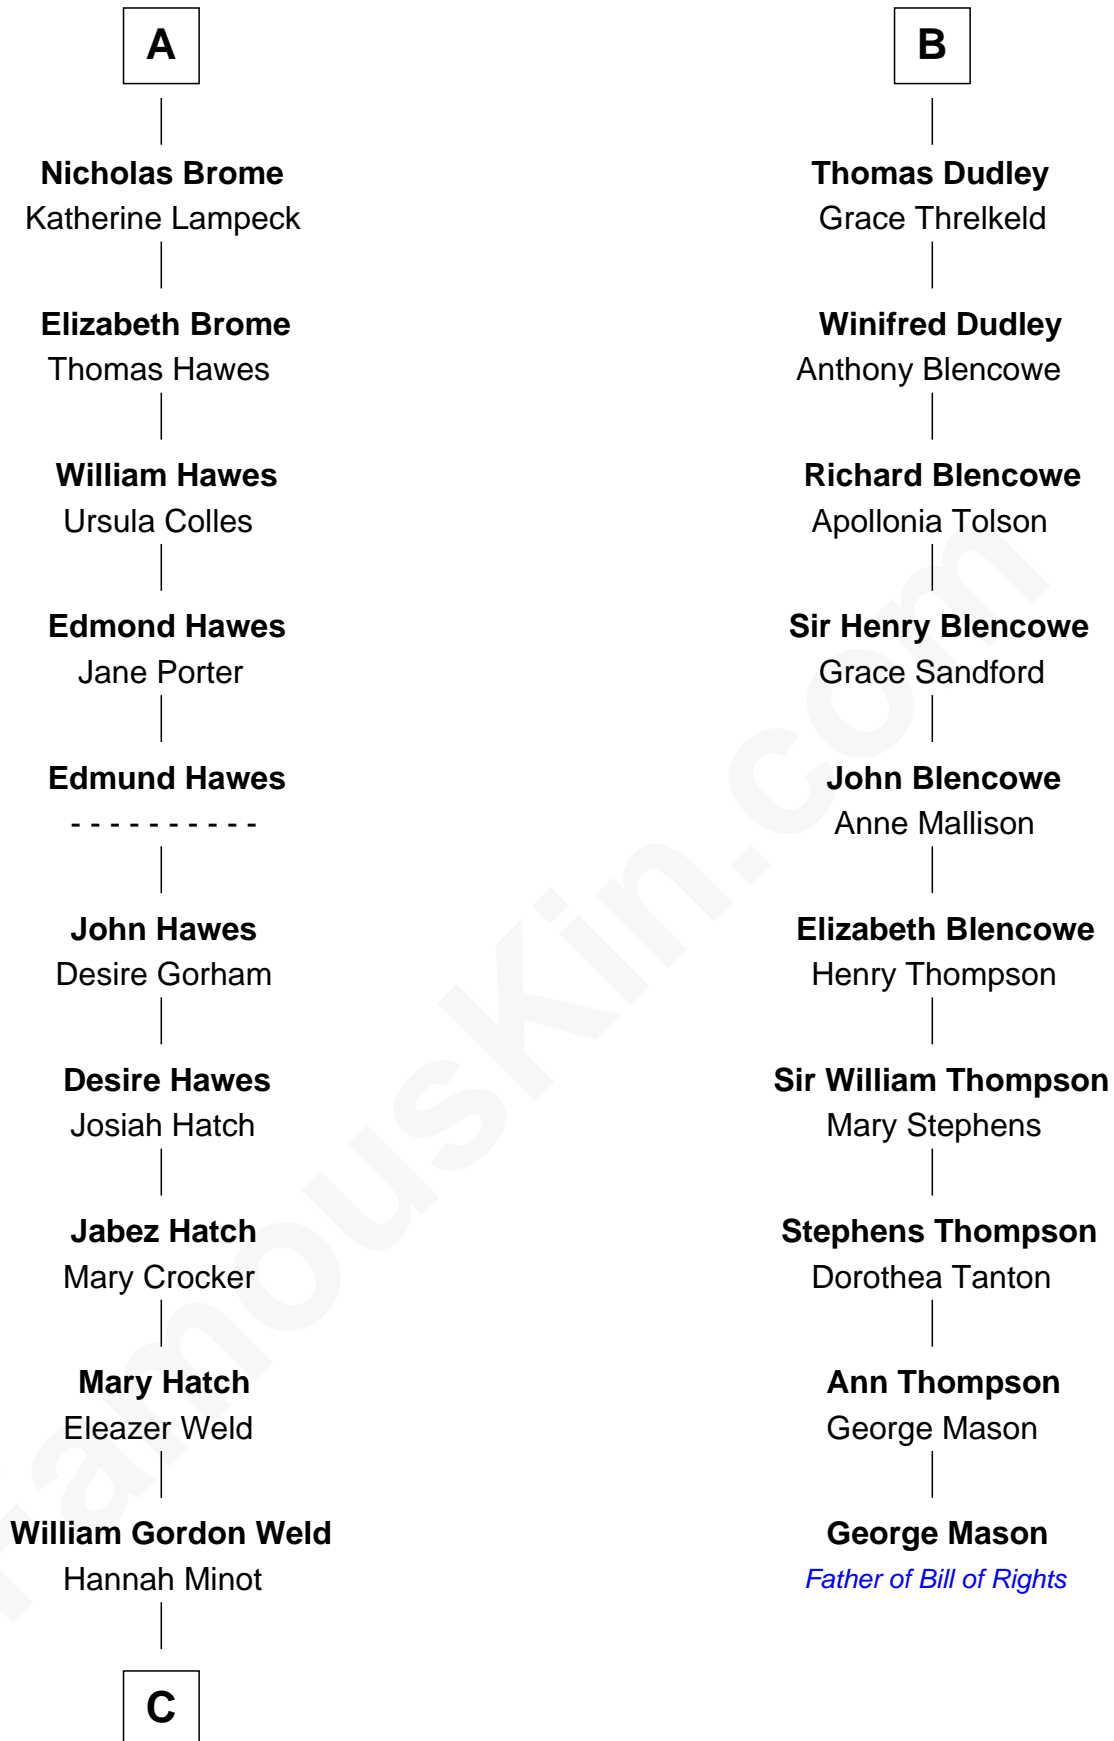 A
Nicholas Brome
Katherine Lampeck
Elizabeth Brome
Thomas Hawes
William Hawes
Ursula Colles
Edmond Hawes
Jane Porter
Edmund Hawes
- - - - - - - - - -
John Hawes
Desire Gorham
Desire Hawes
Josiah Hatch
Jabez Hatch
Mary Crocker
Mary Hatch
Eleazer Weld
William Gordon Weld
Hannah Minot
C
B
Thomas Dudley
Grace Threlkeld
Winifred Dudley
Anthony Blencowe
Richard Blencowe
Apollonia Tolson
Sir Henry Blencowe
Grace Sandford
John Blencowe
Anne Mallison
Elizabeth Blencowe
Henry Thompson
Sir William Thompson
Mary Stephens
Stephens Thompson
Dorothea Tanton
Ann Thompson
George Mason
George Mason
Father of Bill of Rights
FamousKin.com